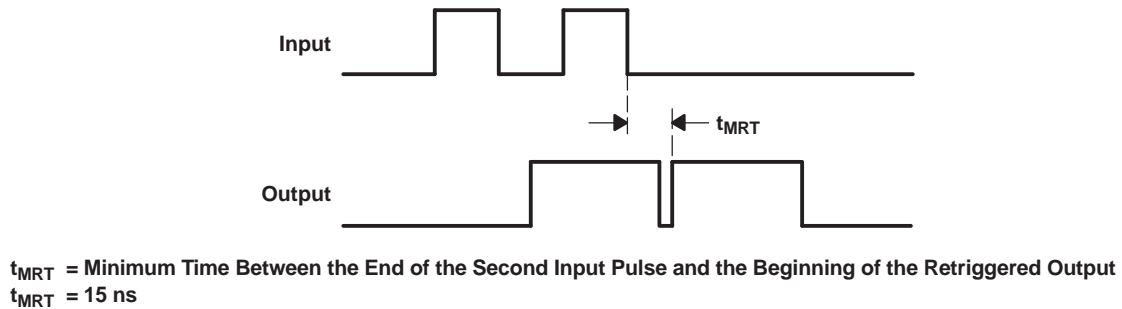 Input
tMRT
Output
tMRT = Minimum Time Between the End of the Second Input Pulse and the Beginning of the Retriggered Output
tMRT = 15 ns